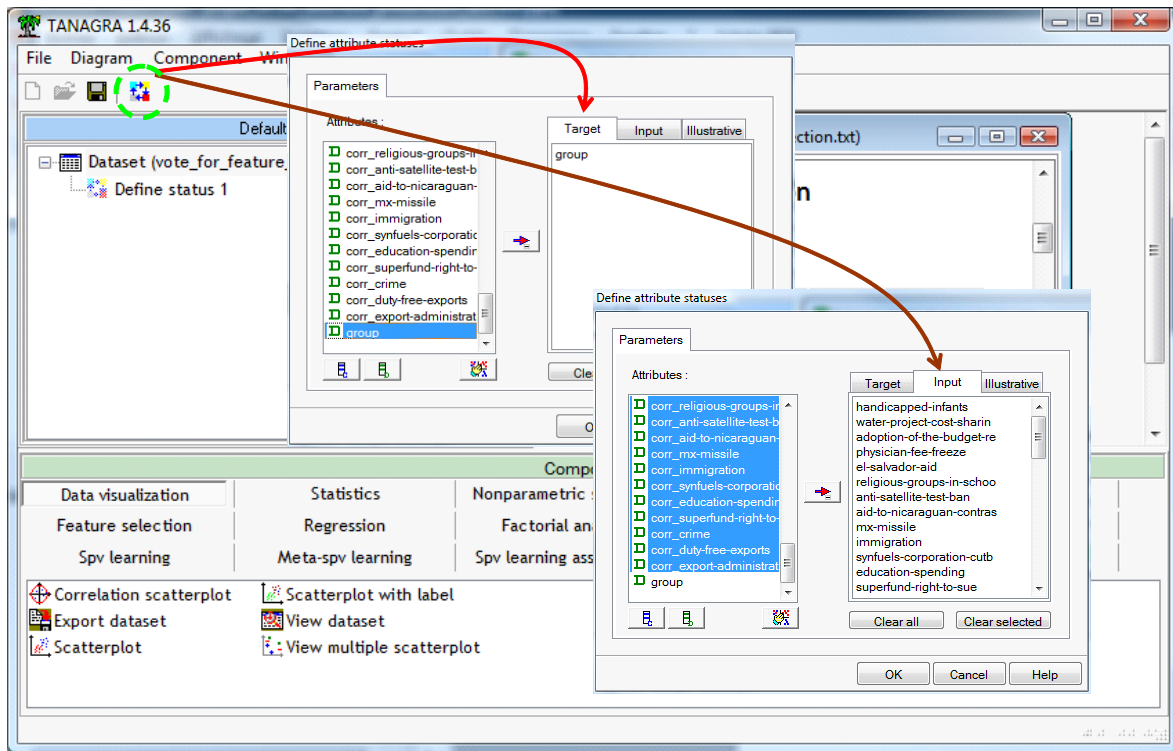 TANAGRA 1.4.36
File Diagram Component
Define attribute statuses
Parameters
Attributes :
corr_religious-groups-
corr_anti-satellite-test-b
corr_aid-to-nicaraguan-
corr_mx-missile
corr_immigration
corr_synfuels-corporatic
corr_education-spendin
corr_superfund-right-to-
corr_crime
corr_duty-free-exports
corr_export-administrat
group
Target Input Illustrative
group
Default
Dataset (vote_for_feature_
Define status 1
ction.txt)
n
Define attribute statuses
Parameters
Attributes :
corr_religious-groups-ir
corr_anti-satellite-test-b
corr_aid-to-nicaraguan-
corr_mx-missile
corr_immigration
corr_synfuels-corporatic
corr_education-spendin
corr_superfund-right-to-
corr_crime
corr_duty-free-exports
corr_export-administrat
group
Target Input Illustrative
handicapped-infants
water-project-cost-sharin
adoption-of-the-budget-re
physician-fee-freeze
el-salvador-aid
religious-groups-in-schoo
anti-satellite-test-ban
aid-to-nicaraguan-contras
mx-missile
immigration
synfuels-corporation-cutb
education-spending
superfund-right-to-sue
Clear all Clear selected
OK Cancel Help
Compo
Data visualization Statistics Nonparametric
Feature selection Regression Factorial ana
Spv learning Meta-spv learning Spv learning ass
Correlation scatterplot Scatterplot with label
Export dataset View dataset
Scatterplot View multiple scatterplot